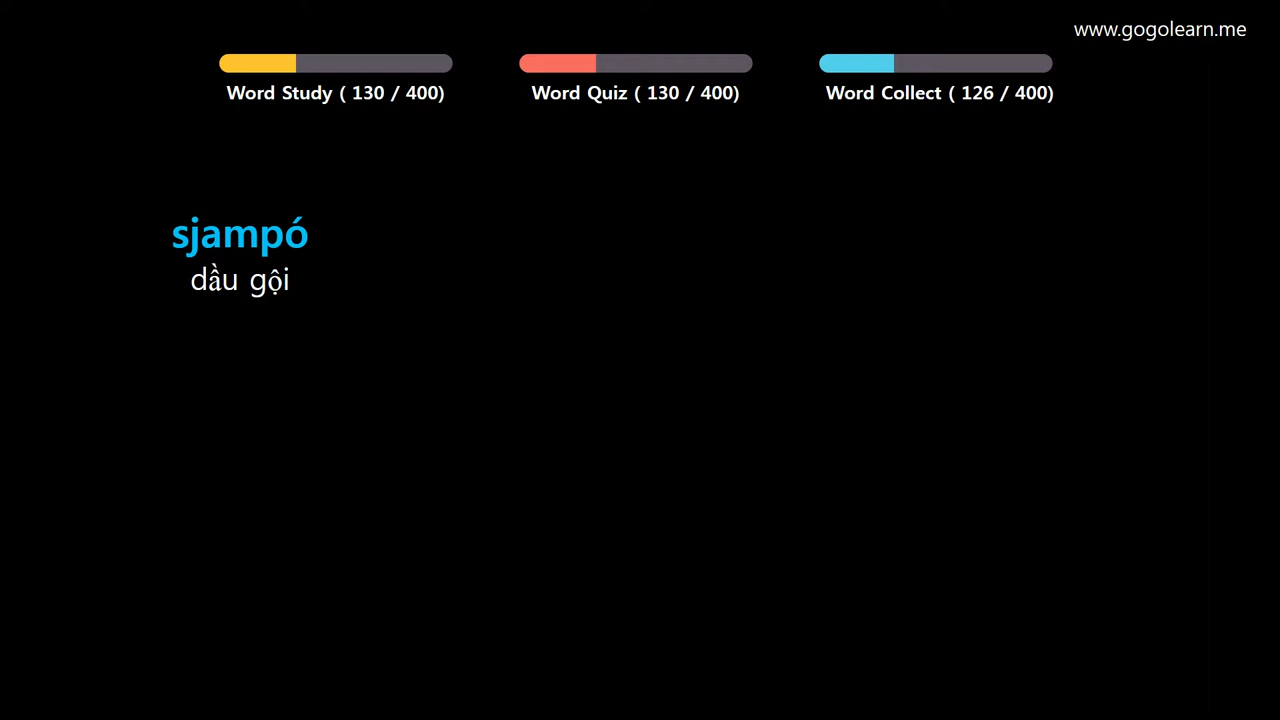 www.gogolearn.me
Word Study ( 130 / 400)
Word Quiz ( 130 / 400)
Word Collect ( 126 / 400)
sjampó
dầu gội